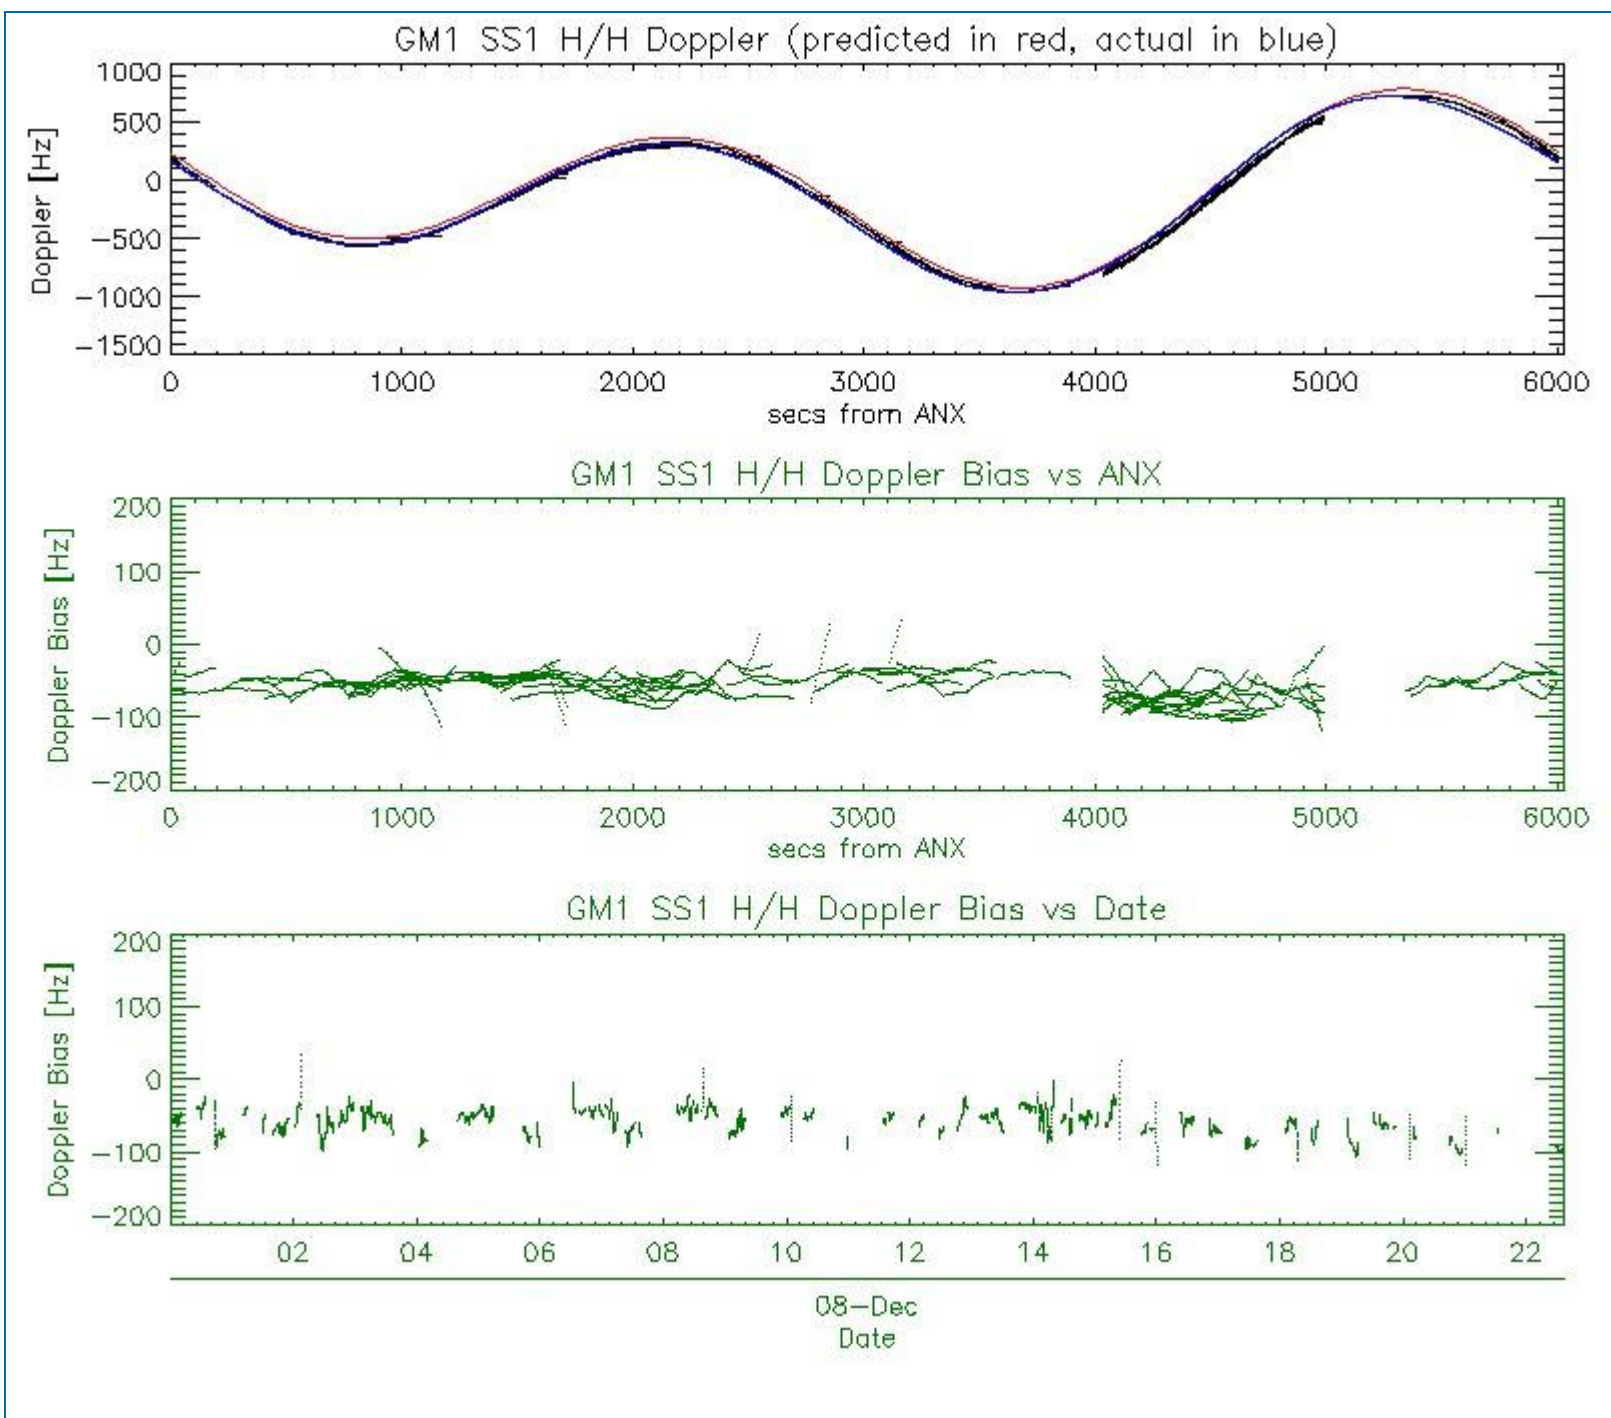 GM1 SS1 H/H Doppler (predicted in red, actual in blue)
Doppler [Hz]
1000
500
0
-500
-1000
-1500
0 1000 2000 3000 4000 5000 6000
secs from ANX
GM1 SS1 H/H Doppler Bias vs ANX
Doppler Bias [Hz]
200
100
0
-100
-200
0 1000 2000 3000 4000 5000 6000
secs from ANX
GM1 SS1 H/H Doppler Bias vs Date
Doppler Bias [Hz]
200
100
0
-100
-200
02 04 06 08 10 12 14 16 18 20 22
08-Dec
Date